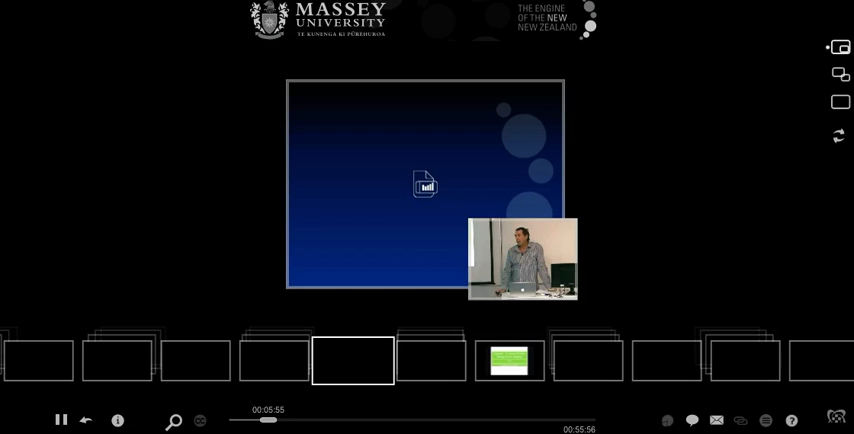 MASSEY
UNIVERSITY
TE KUNENGA KI PŪREHUROA
THE ENGINE
OF THE NEW
NEW ZEALAND
00:05:55
00:55:56